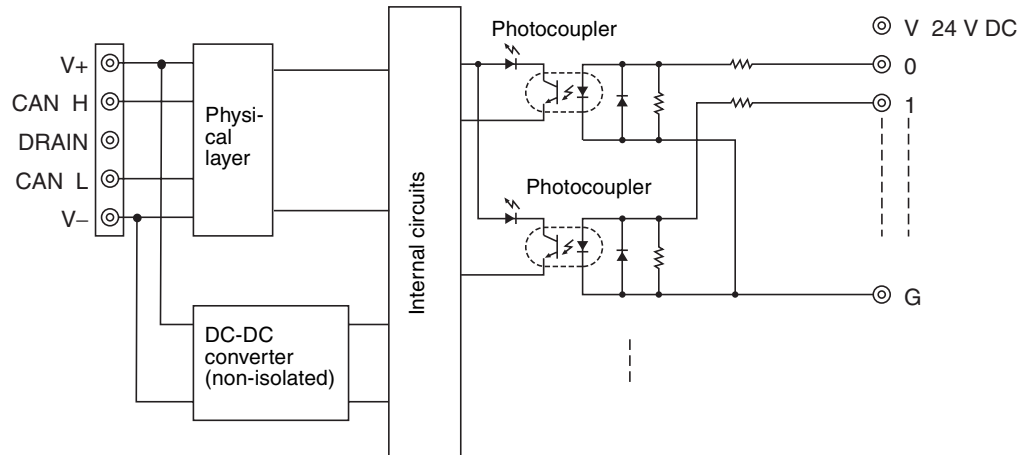 V+
CAN H
DRAIN
CAN L
V–
Physi-
cal
layer
DC-DC
converter
(non-isolated)
Internal circuits
Photocoupler
Photocoupler
V 24 V DC
0
1
G